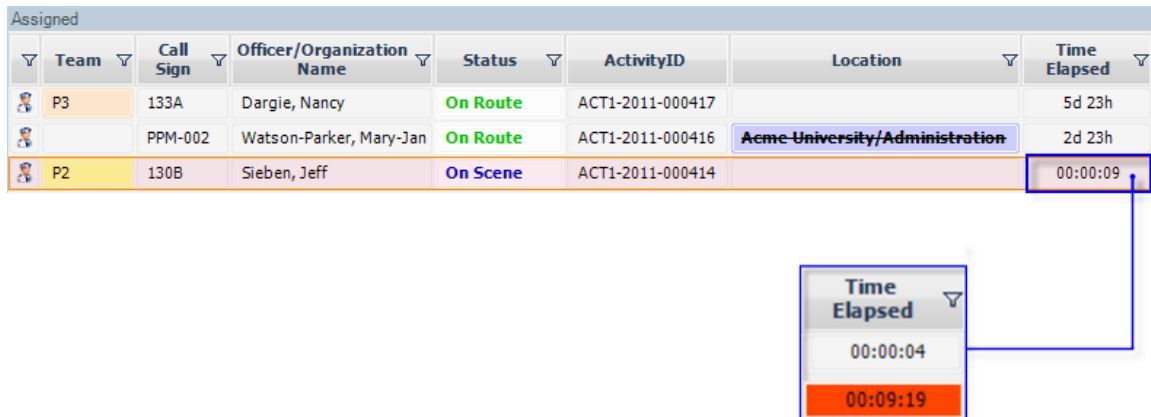 Assigned
Team Call Sign Officer/Organization Name Status ActivityID Location Time Elapsed
P3 133A Dargie, Nancy On Route ACT1-2011-000417 5d 23h
PPM-002 Watson-Parker, Mary-Jan On Route ACT1-2011-000416 Acme University/Administration 2d 23h
P2 130B Sieben, Jeff On Scene ACT1-2011-000414 00:00:09
Time
Elapsed
00:00:04
00:09:19